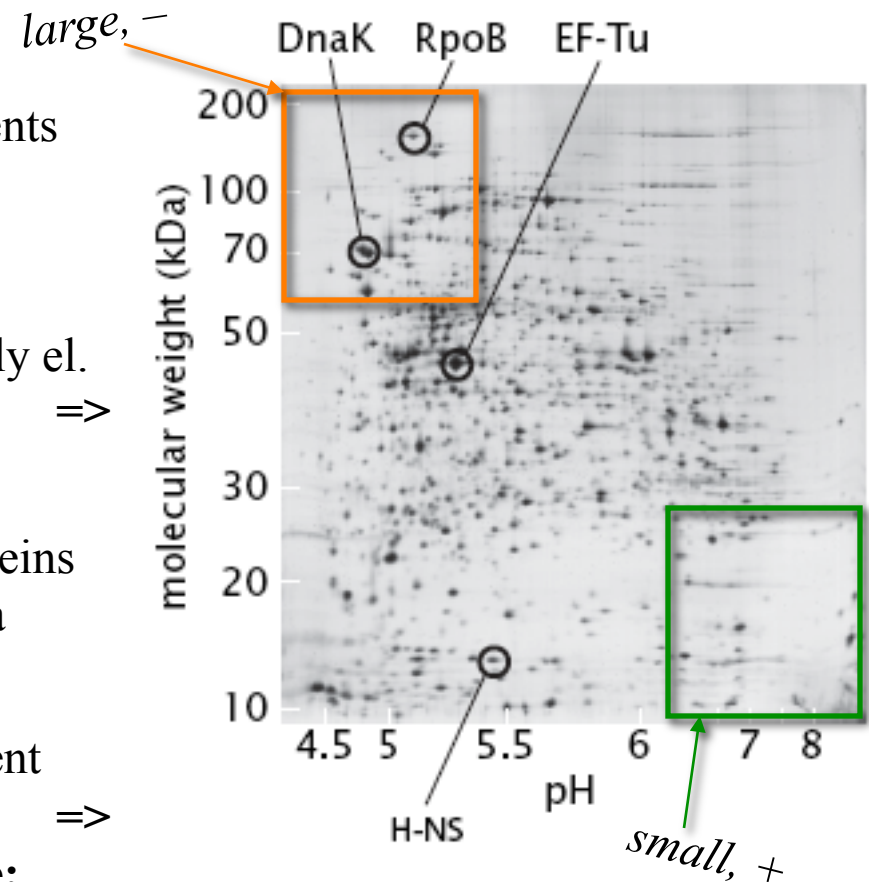 large, –
DnaK RpoB EF-Tu
200
ents
100
70
50
ly el.
=>
30
eins
20
a
10
ent
4.5 5 5.5 6 7 8
pH
=>
H-NS
small, +
molecular weight (kDa)